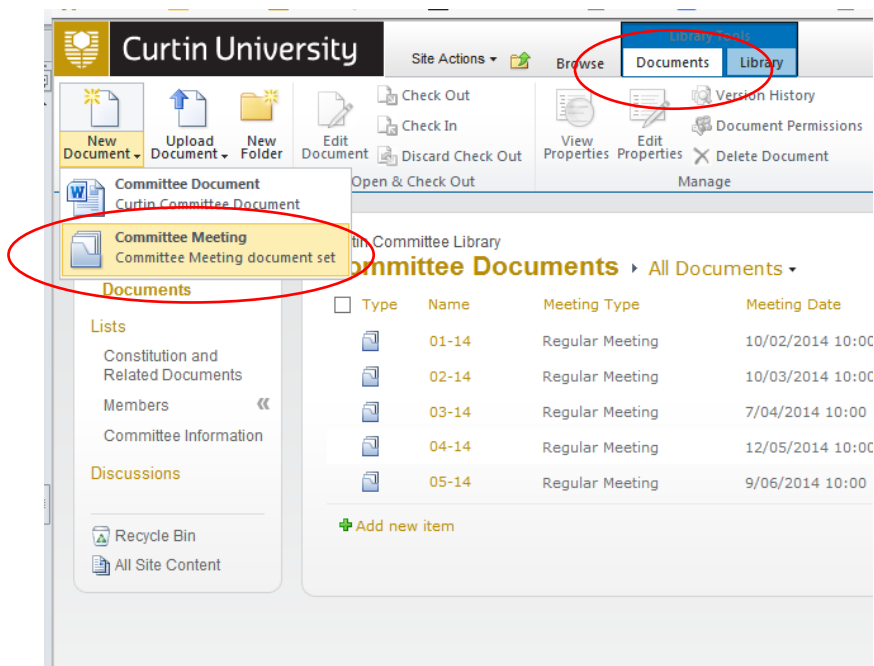 Library Tools
Curtin University
Site Actions
Browse
Documents
Library
New Document
Upload Document
New Folder
Edit Document
Check Out
Check In
Discard Check Out
View Properties
Edit Properties
Version History
Document Permissions
Delete Document
Open & Check Out
Manage
Committee Document
Curtin Committee Document
Committee Meeting
Committee Meeting document set
tin Committee Library
ommittee Documents All Documents
Documents
Lists
Constitution and
Related Documents
Members
Committee Information
Discussions
Recycle Bin
All Site Content
Type Name Meeting Type Meeting Date
01-14 Regular Meeting 10/02/2014 10:00
02-14 Regular Meeting 10/03/2014 10:00
03-14 Regular Meeting 7/04/2014 10:00
04-14 Regular Meeting 12/05/2014 10:00
05-14 Regular Meeting 9/06/2014 10:00
Add new item